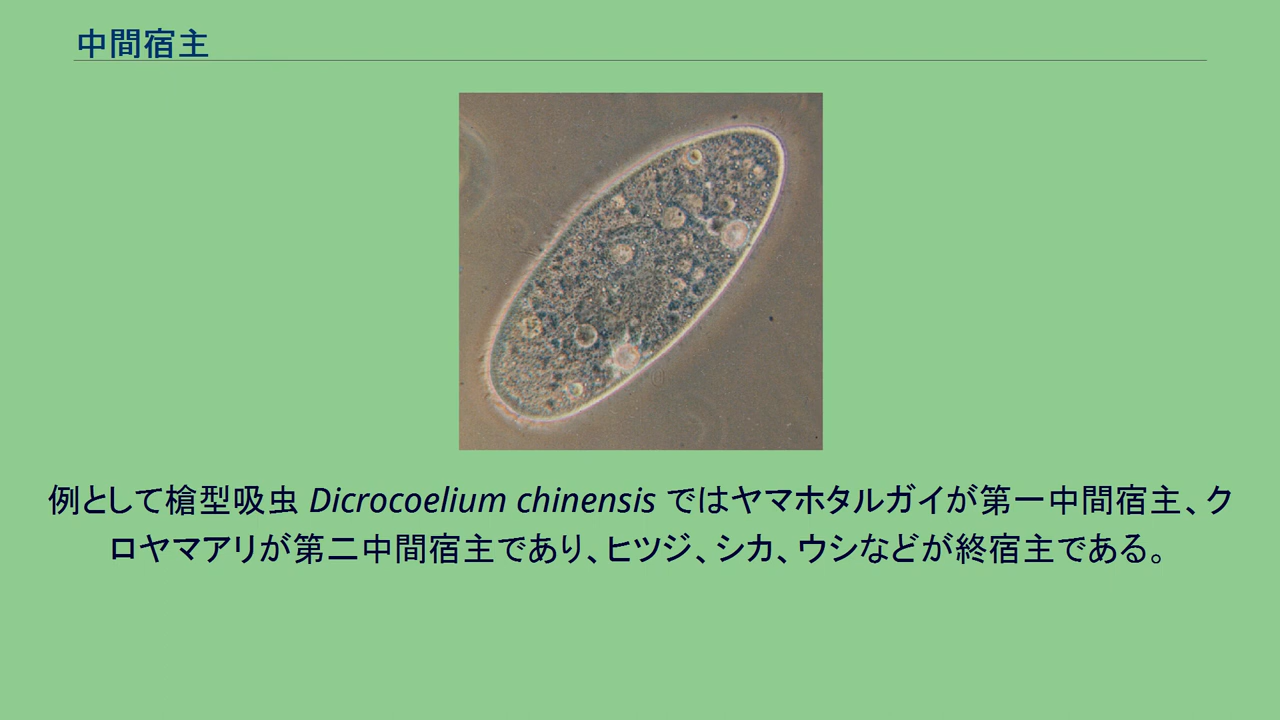 中間宿主
例として槍型吸虫 Dicrocoelium chinensis ではヤマホタルガイが第一中間宿主、ク
ロヤマアリが第二中間宿主であり、ヒツジ、シカ、ウシなどが終宿主である。